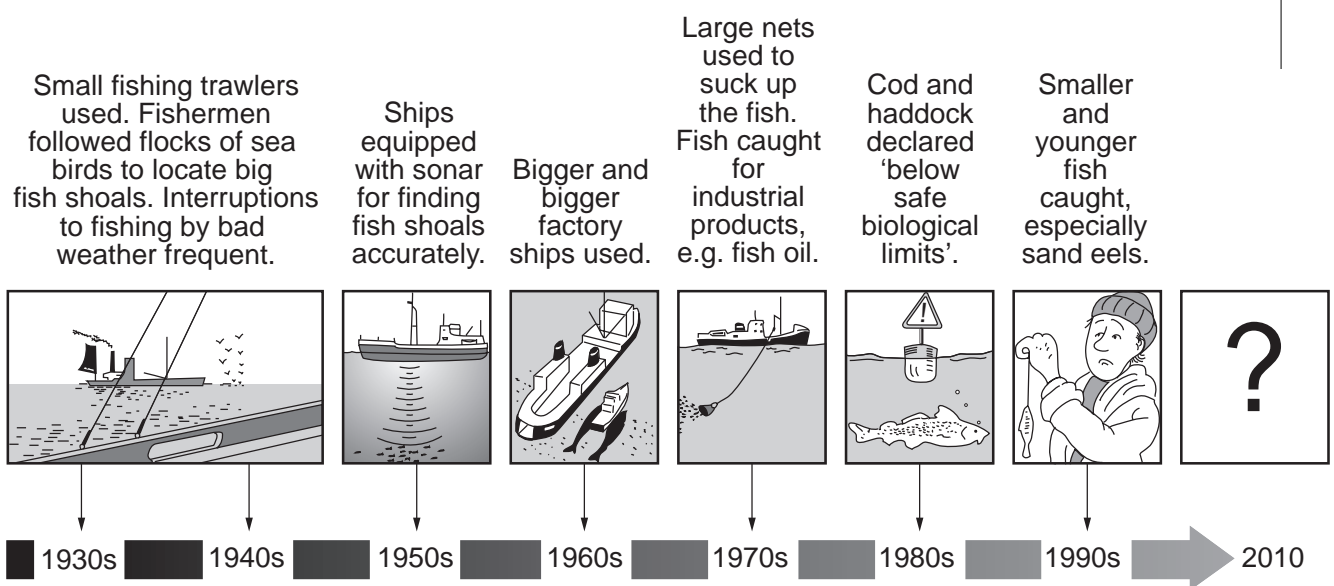 Small fishing trawlers
used. Fishermen
followed flocks of sea
birds to locate big
fish shoals. Interruptions
to fishing by bad
weather frequent.
Ships
equipped
with sonar
for finding
fish shoals
accurately.
Bigger and
bigger
factory
ships used.
Large nets
used to
suck up
the fish.
Fish caught
for
industrial
products,
e.g. fish oil.
Cod and
haddock
declared
‘below
safe
biological
limits’.
Smaller
and
younger
fish
caught,
especially
sand eels.
!
?
1930s 1940s 1950s 1960s 1970s 1980s 1990s 2010